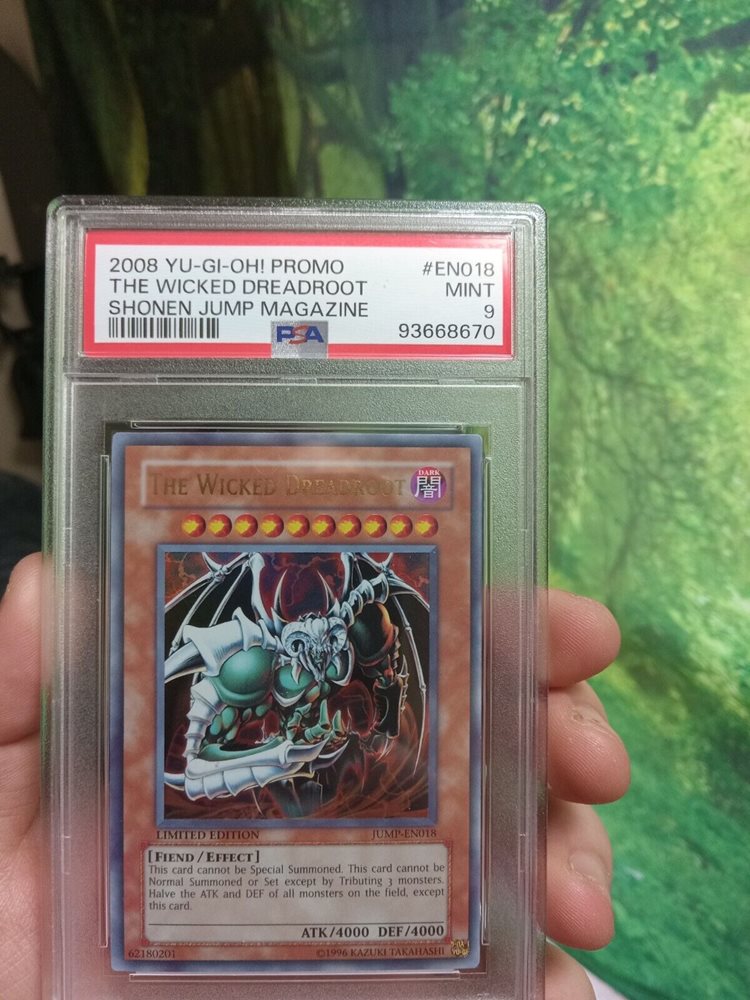 2008 YU-GI-OH! PROMO #EN018
THE WICKED DREADROOT MINT
SHONEN JUMP MAGAZINE 9
PSA 93668670
THE WICKED DREADROOT
DARK
闇
LIMITED EDITION JUMP-EN018
[FIEND / EFFECT]
This card cannot be Special Summoned. This card cannot be
Normal Summoned or Set except by Tributing 3 monsters.
Halve the ATK and DEF of all monsters on the field, except
this card.
ATK/4000 DEF/4000
62180201 ©1996 KAZUKI TAKAHASHI